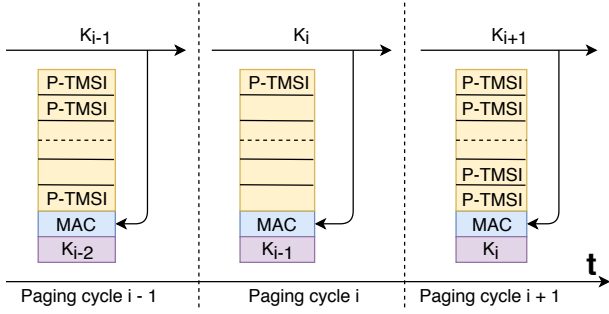 K_{i-1}
P-TMSI
P-TMSI
P-TMSI
MAC
K_{i-2}
Paging cycle i - 1
K_i
P-TMSI
MAC
K_{i-1}
Paging cycle i
K_{i+1}
P-TMSI
P-TMSI
P-TMSI
P-TMSI
MAC
K_i
Paging cycle i + 1
t